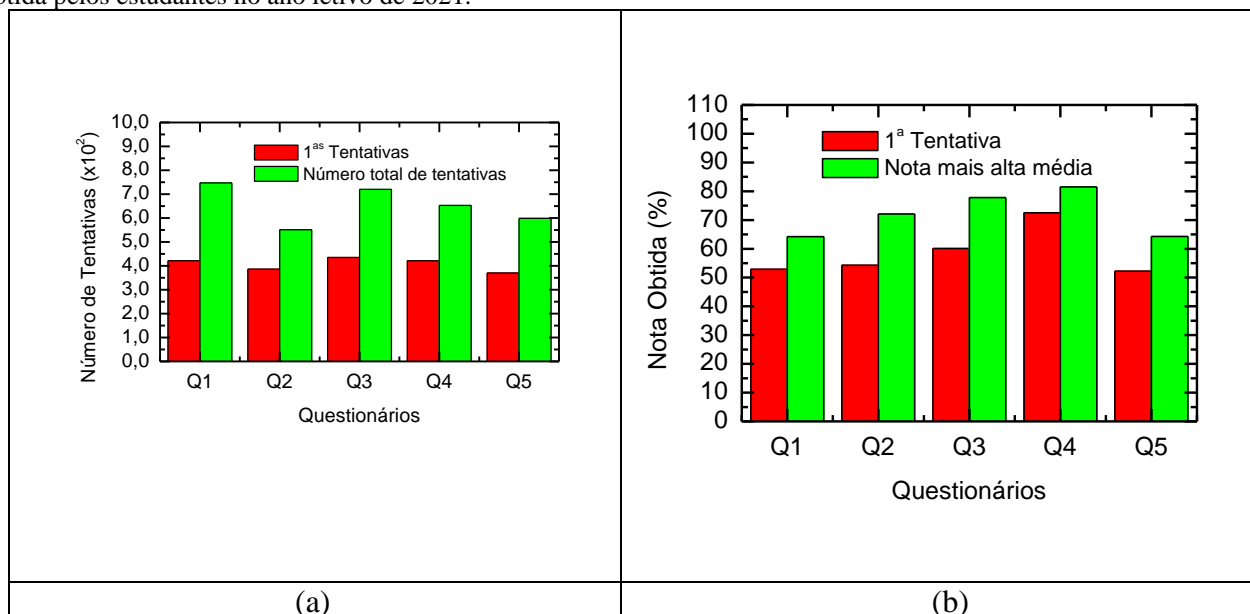 pelos estudantes no ano letivo de 2021.
10,0
9,0
8,0
7,0
6,0
5,0
4,0
3,0
2,0
1,0
0,0
Número de Tentativas (x10²)
1ªˢ Tentativas
Número total de tentativas
Q1 Q2 Q3 Q4 Q5
Questionários
(a)
110
100
90
80
70
60
50
40
30
20
10
0
Nota Obtida (%)
1ª Tentativa
Nota mais alta média
Q1 Q2 Q3 Q4 Q5
Questionários
(b)